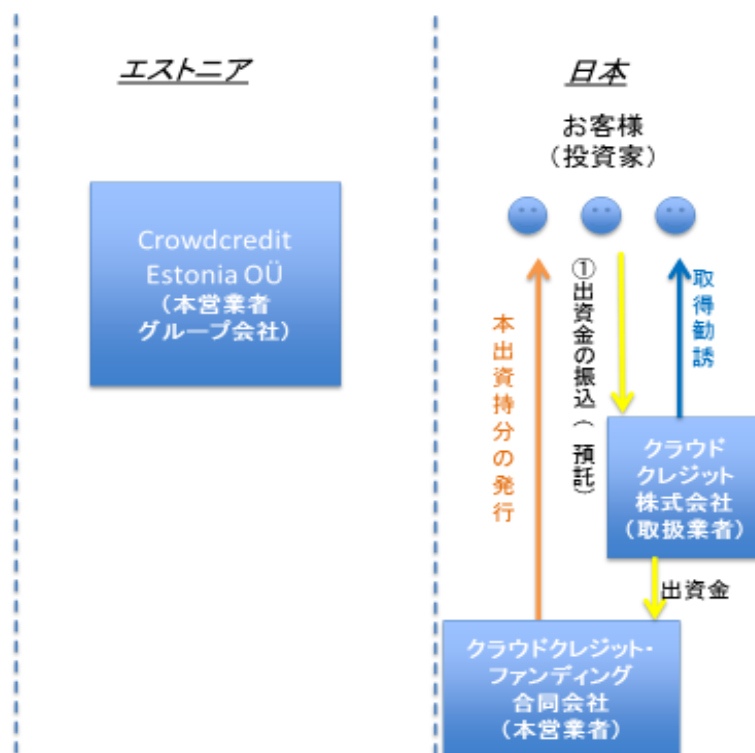 エストニア
Crowdcredit
Estonia OÜ
（本営業者
グループ会社）
日本
お客様
（投資家）
本出資持分の発行
①出資金の振込（預託）
取得勧誘
クラウド
クレジット
株式会社
（取扱業者）
出資金
クラウドクレジット・
ファンディング
合同会社
（本営業者）